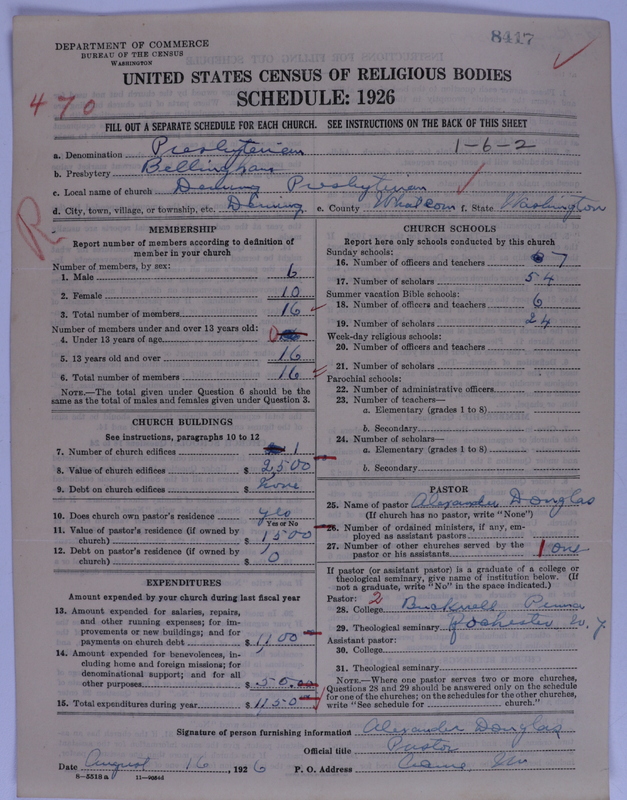 DEPARTMENT OF COMMERCE
BUREAU OF THE CENSUS
WASHINGTON
8417
UNITED STATES CENSUS OF RELIGIOUS BODIES
SCHEDULE: 1926
470
FILL OUT A SEPARATE SCHEDULE FOR EACH CHURCH. SEE INSTRUCTIONS ON THE BACK OF THIS SHEET
1-6-2
a. Denomination Presbyterian
b. Presbytery Bellingham
c. Local name of church Deming Presbyterian
d. City, town, village, or township, etc. Deming e. County Whatcom f. State Washington
R
MEMBERSHIP
Report number of members according to definition of
member in your church
Number of members, by sex:
1. Male 6
2. Female 10
3. Total number of members 16
Number of members under and over 13 years old:
4. Under 13 years of age 0
5. 13 years old and over 16
6. Total number of members 16
NOTE.—The total given under Question 6 should be the
same as the total of males and females given under Question 3.
CHURCH BUILDINGS
See instructions, paragraphs 10 to 12
7. Number of church edifices 1
8. Value of church edifices $ 2,500
9. Debt on church edifices $ None
10. Does church own pastor's residence yes
Yes or No
11. Value of pastor's residence (if owned by
church) $ 1,500
12. Debt on pastor's residence (if owned by
church) $ 0
EXPENDITURES
Amount expended by your church during last fiscal year
13. Amount expended for salaries, repairs,
and other running expenses; for im-
provements or new buildings; and for
payments on church debt $ 1,100
14. Amount expended for benevolences, in-
cluding home and foreign missions; for
denominational support; and for all
other purposes $ 50.00
15. Total expenditures during year $ 1150
CHURCH SCHOOLS
Report here only schools conducted by this church
Sunday schools:
16. Number of officers and teachers 7
17. Number of scholars 54
Summer vacation Bible schools:
18. Number of officers and teachers 6
19. Number of scholars 24
Week-day religious schools:
20. Number of officers and teachers
21. Number of scholars
Parochial schools:
22. Number of administrative officers
23. Number of teachers—
a. Elementary (grades 1 to 8)
b. Secondary
24. Number of scholars—
a. Elementary (grades 1 to 8)
b. Secondary
PASTOR
25. Name of pastor Alexander Douglas
(If church has no pastor, write "None")
26. Number of ordained ministers, if any, em-
ployed as assistant pastors
27. Number of other churches served by the
pastor or his assistants 1 one
If pastor (or assistant pastor) is a graduate of a college or
theological seminary, give name of institution below. (If
not a graduate, write "No" in the space indicated.)
Pastor: 2
28. College Bucknell Penna
29. Theological seminary Rochester N. Y.
Assistant pastor:
30. College
31. Theological seminary
NOTE.—Where one pastor serves two or more churches,
Questions 28 and 29 should be answered only on the schedule
for one of the churches; on the schedules for the other churches,
write "See schedule for church."
Signature of person furnishing information Alexander Douglas
Official title Pastor
Date August 16, 1926 P. O. Address
8-5518 a